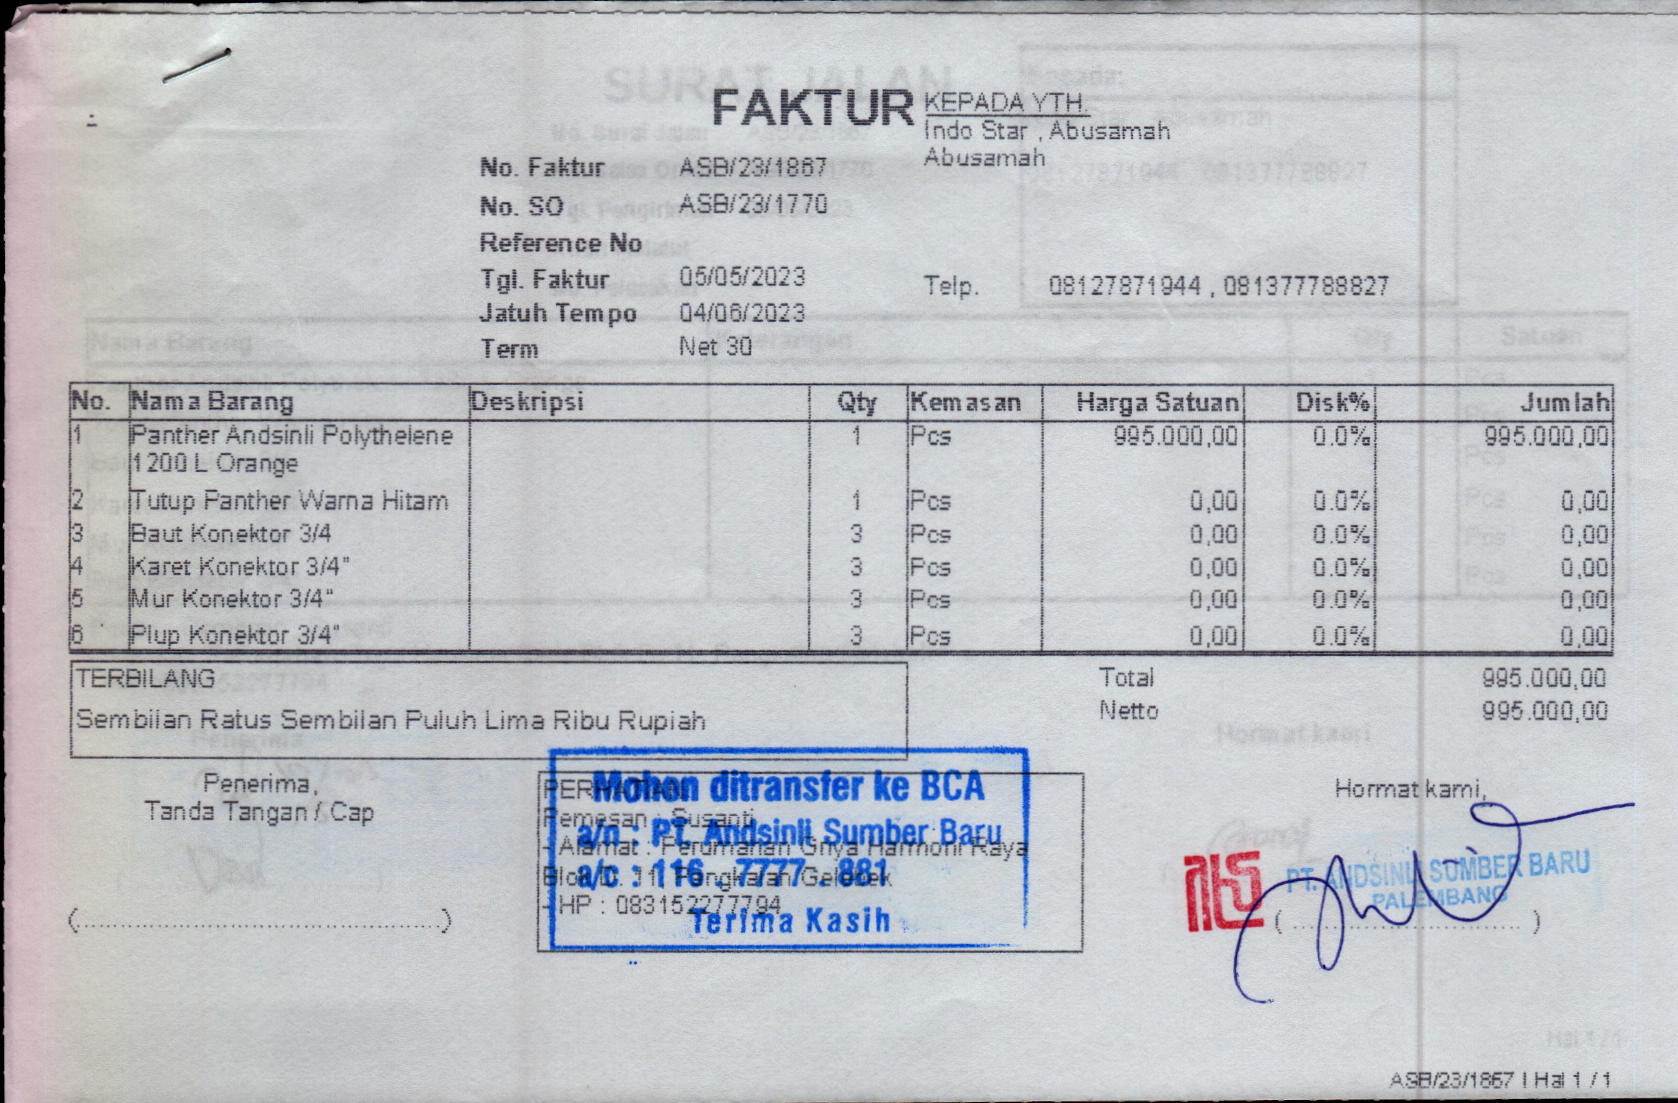 FAKTUR
KEPADA YTH.
Indo Star , Abusamah
Abusamah
No. Faktur ASB/23/1867
No. SO ASB/23/1770
Reference No
Tgl. Faktur 05/05/2023
Telp. 08127871944 , 081377788827
Jatuh Tempo 04/06/2023
Term Net 30
No. Nama Barang Deskripsi Qty Kemasan Harga Satuan Disk% Jumlah
1 Panther Andsinli Polythelene 1 Pcs 995.000,00 0.0% 995.000,00
1200 L Orange
2 Tutup Panther Warna Hitam 1 Pcs 0,00 0.0% 0,00
3 Baut Konektor 3/4 3 Pcs 0,00 0.0% 0,00
4 Karet Konektor 3/4" 3 Pcs 0,00 0.0% 0,00
5 Mur Konektor 3/4" 3 Pcs 0,00 0.0% 0,00
6 Plup Konektor 3/4" 3 Pcs 0,00 0.0% 0,00
TERBILANG
Sembilan Ratus Sembilan Puluh Lima Ribu Rupiah
Total 995.000,00
Netto 995.000,00
Penerima,
Tanda Tangan / Cap
(........................................)
Pemesan : Susanti
- Alamat : Perumahan Griya Harmoni Raya
Pangkalan Gelebek
- HP : 083152277794
Mohon ditransfer ke BCA
a/n : PT. Andsinli Sumber Baru
a/c : 116 . 7777 . 881
Terima Kasih
Hormat kami,
PT. ANDSINLI SUMBER BARU
PALEMBANG
(..............................)
ASB/23/1867 | Hal 1 / 1